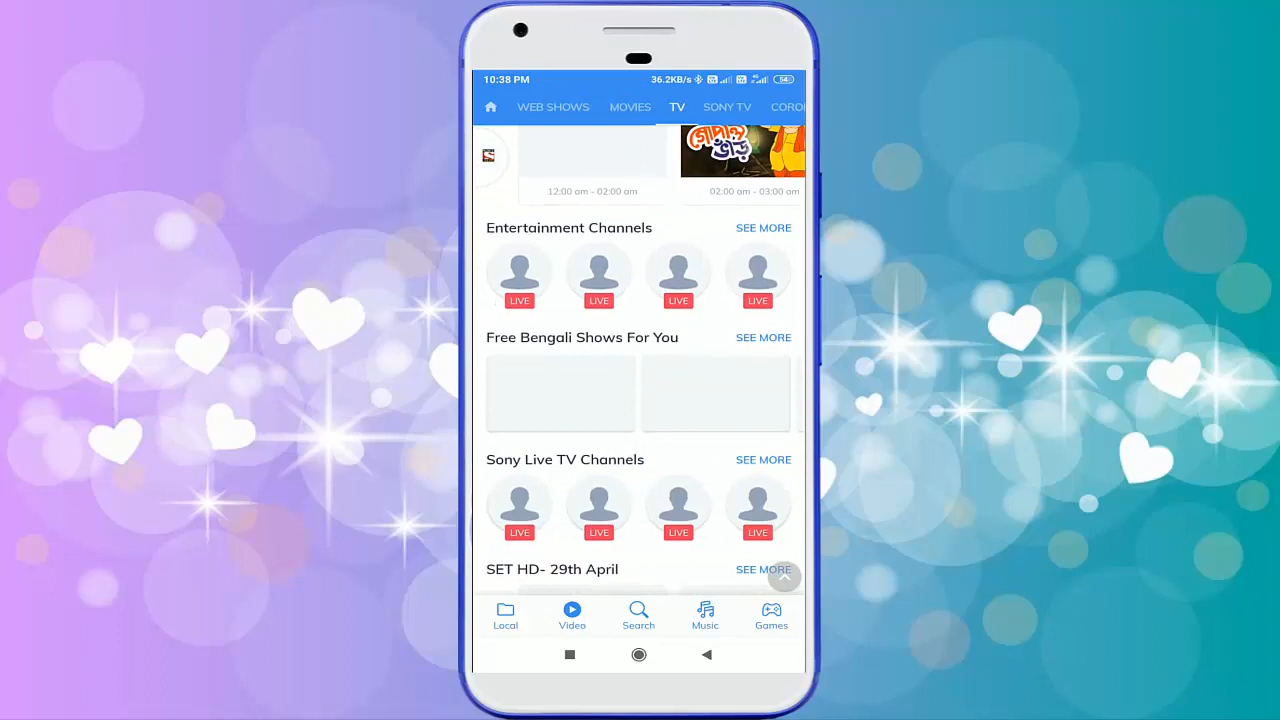 10:38 PM 36.2KB/s 54
WEB SHOWS MOVIES TV SONY TV COROI
গোপাল
ভাঁড়
12:00 am - 02:00 am 02:00 am - 03:00 am
Entertainment Channels SEE MORE
LIVE LIVE LIVE LIVE
Free Bengali Shows For You SEE MORE
Sony Live TV Channels SEE MORE
LIVE LIVE LIVE LIVE
SET HD- 29th April SEE MORE
Local Video Search Music Games